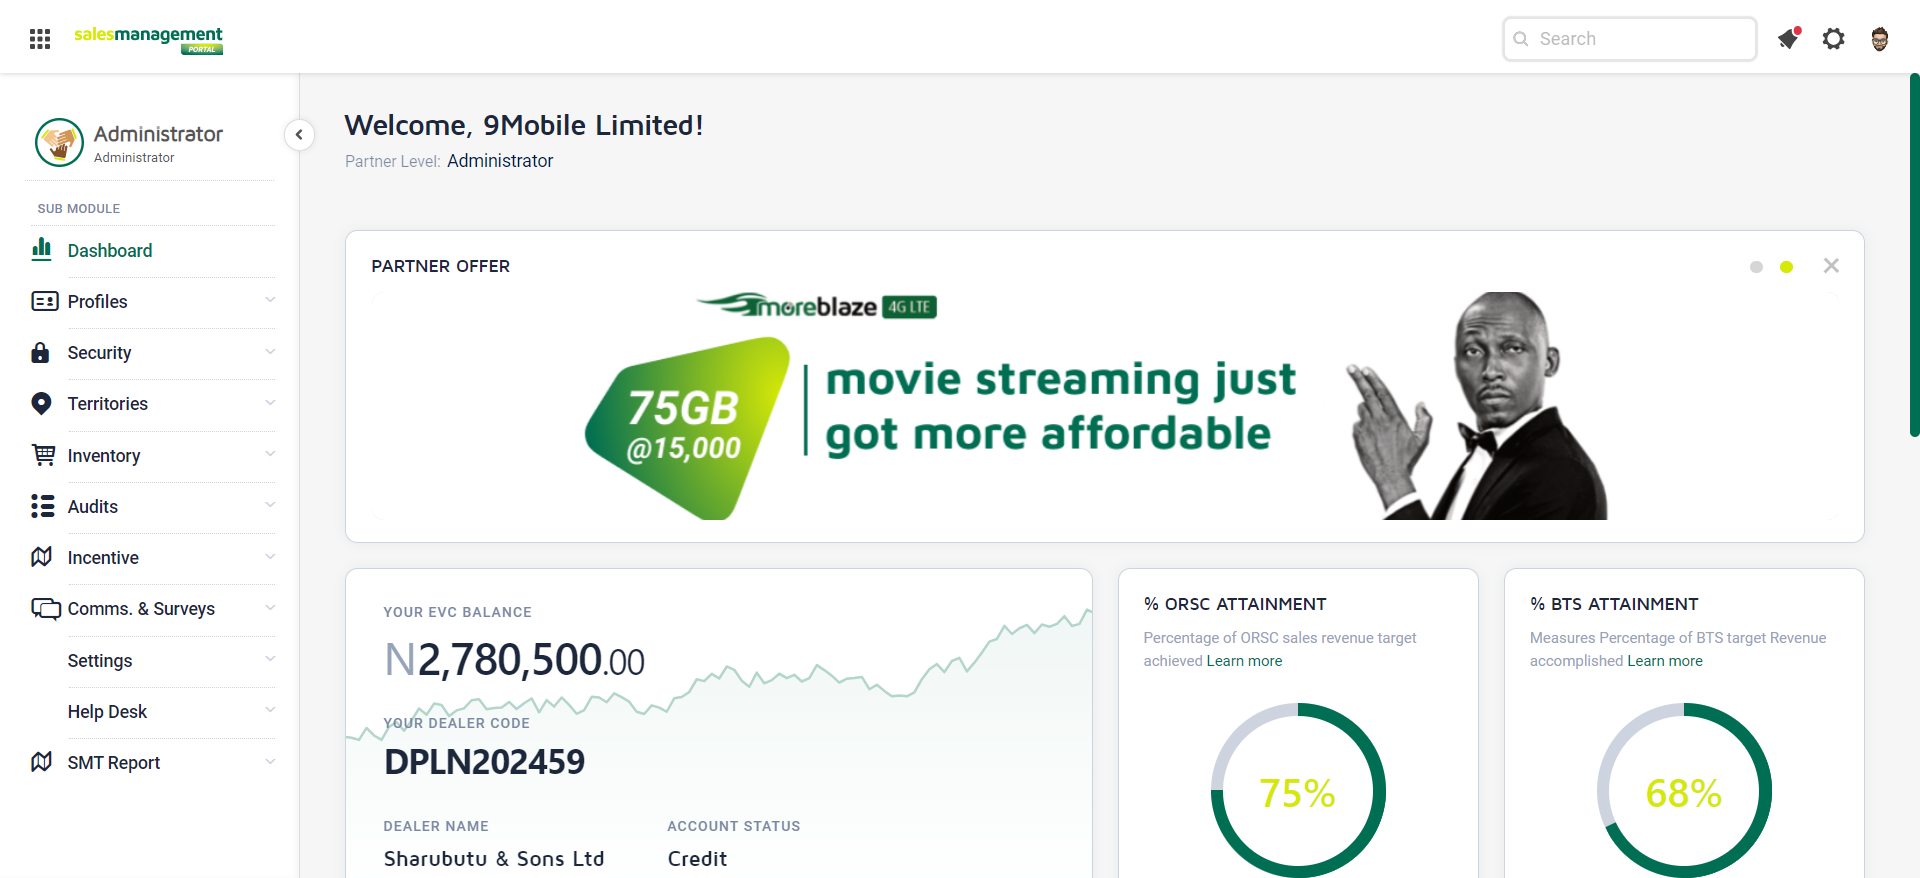 salesmanagement
PORTAL
Search
Administrator
Administrator
SUB MODULE
Dashboard
Profiles
Security
Territories
Inventory
Audits
Incentive
Comms. & Surveys
Settings
Help Desk
SMT Report
Welcome, 9Mobile Limited!
Partner Level: Administrator
PARTNER OFFER
moreblaze 4G LTE
75GB
@15,000
movie streaming just
got more affordable
YOUR EVC BALANCE
N2,780,500.00
YOUR DEALER CODE
DPLN202459
DEALER NAME
Sharubutu & Sons Ltd
ACCOUNT STATUS
Credit
% ORSC ATTAINMENT
Percentage of ORSC sales revenue target
achieved Learn more
75%
% BTS ATTAINMENT
Measures Percentage of BTS target Revenue
accomplished Learn more
68%